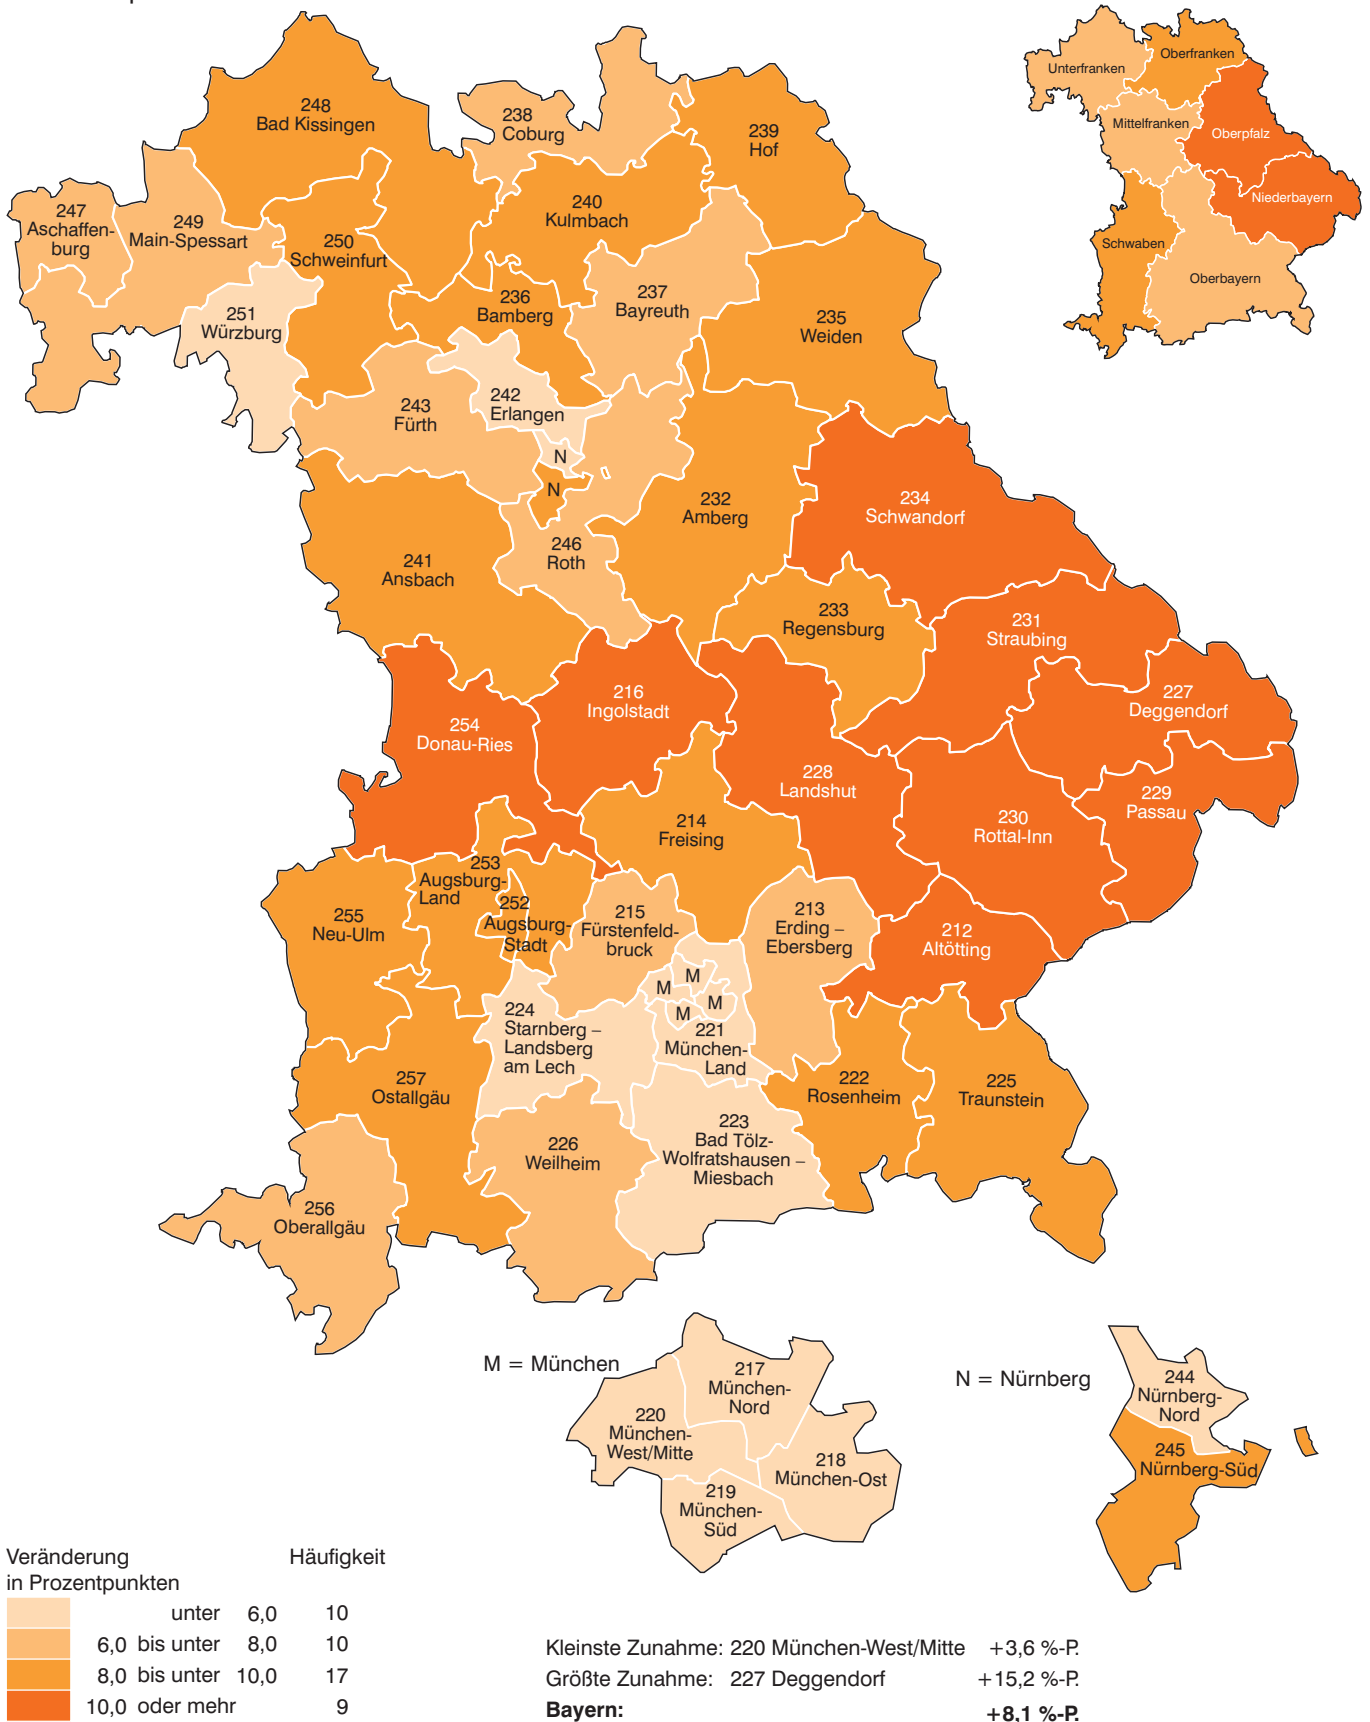 Unterfranken
Oberfranken
Mittelfranken
Oberpfalz
Niederbayern
Schwaben
Oberbayern
248
Bad Kissingen
238
Coburg
239
Hof
247
Aschaffen-
burg
249
Main-Spessart
250
Schweinfurt
240
Kulmbach
251
Würzburg
236
Bamberg
237
Bayreuth
235
Weiden
243
Fürth
242
Erlangen
N
N
232
Amberg
234
Schwandorf
241
Ansbach
246
Roth
233
Regensburg
231
Straubing
216
Ingolstadt
227
Deggendorf
254
Donau-Ries
228
Landshut
229
Passau
230
Rottal-Inn
214
Freising
253
Augsburg-
Land
252
Augsburg-
Stadt
255
Neu-Ulm
215
Fürstenfeld-
bruck
213
Erding –
Ebersberg
212
Altötting
M
M
M
M
224
Starnberg –
Landsberg
am Lech
221
München-
Land
257
Ostallgäu
222
Rosenheim
225
Traunstein
223
Bad Tölz-
Wolfratshausen –
Miesbach
226
Weilheim
256
Oberallgäu
M = München
217
München-
Nord
220
München-
West/Mitte
218
München-Ost
219
München-
Süd
N = Nürnberg
244
Nürnberg-
Nord
245
Nürnberg-Süd
Veränderung Häufigkeit
in Prozentpunkten
unter 6,0 10
6,0 bis unter 8,0 10
8,0 bis unter 10,0 17
10,0 oder mehr 9
Kleinste Zunahme: 220 München-West/Mitte +3,6 %-P.
Größte Zunahme: 227 Deggendorf +15,2 %-P.
Bayern: +8,1 %-P.